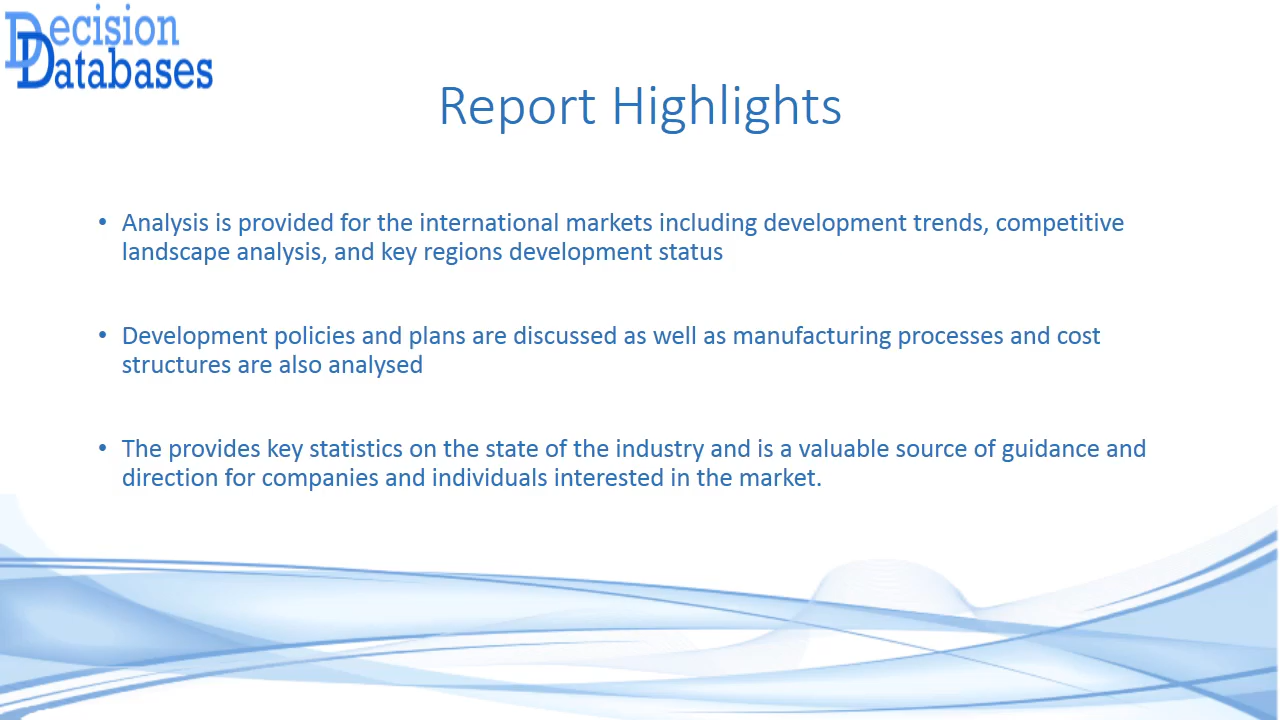 Decision
Databases
Report Highlights
• Analysis is provided for the international markets including development trends, competitive
landscape analysis, and key regions development status
• Development policies and plans are discussed as well as manufacturing processes and cost
structures are also analysed
• The provides key statistics on the state of the industry and is a valuable source of guidance and
direction for companies and individuals interested in the market.